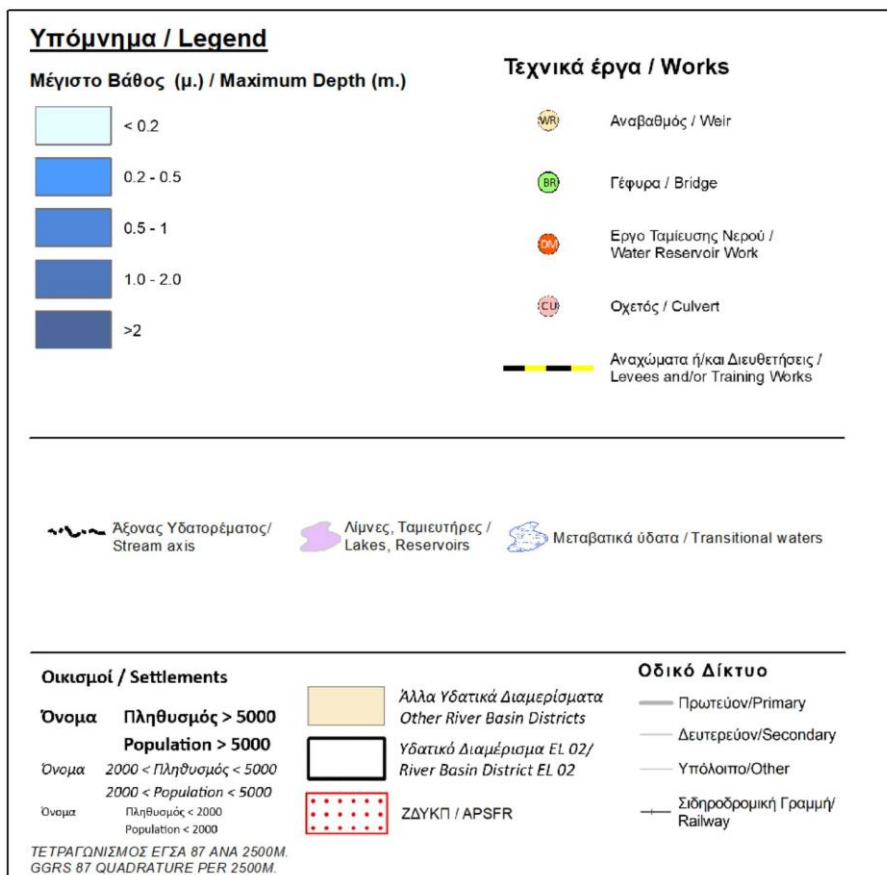 Υπόμνημα / Legend
Μέγιστο Βάθος (μ.) / Maximum Depth (m.)
< 0.2
0.2 - 0.5
0.5 - 1
1.0 - 2.0
>2
Τεχνικά έργα / Works
WR
Αναβαθμός / Weir
BR
Γέφυρα / Bridge
DM
Εργο Ταμίευσης Νερού /
Water Reservoir Work
CU
Οχετός / Culvert
Αναχώματα ή/και Διευθετήσεις /
Levees and/or Training Works
Άξονας Υδατορέματος/
Stream axis
Λίμνες, Ταμιευτήρες /
Lakes, Reservoirs
Μεταβατικά ύδατα / Transitional waters
Οικισμοί / Settlements
Όνομα Πληθυσμός > 5000
Population > 5000
Όνομα 2000 < Πληθυσμός < 5000
2000 < Population < 5000
Όνομα Πληθυσμός < 2000
Population < 2000
ΤΕΤΡΑΓΩΝΙΣΜΟΣ ΕΓΣΑ 87 ΑΝΑ 2500Μ.
GGRS 87 QUADRATURE PER 2500M.
Άλλα Υδατικά Διαμερίσματα
Other River Basin Districts
Υδατικό Διαμέρισμα EL 02/
River Basin District EL 02
ΖΔΥΚΠ / APSFR
Οδικό Δίκτυο
Πρωτεύον/Primary
Δευτερεύον/Secondary
Υπόλοιπο/Other
Σιδηροδρομική Γραμμή/
Railway